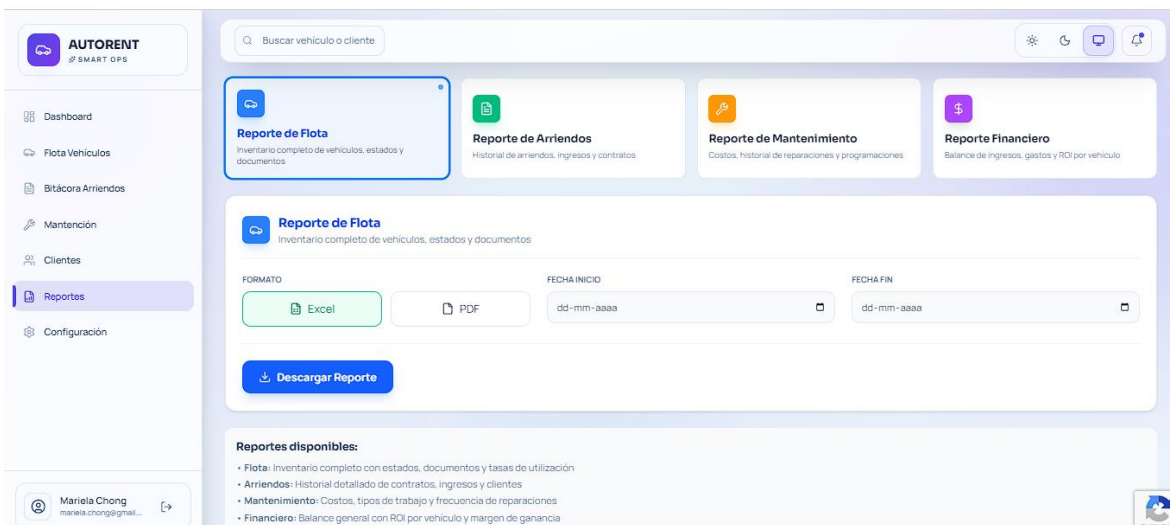 AUTORENT
SMART OPS
Dashboard
Flota Vehículos
Bitácora Arriendos
Mantención
Clientes
Reportes
Configuración
Mariela Chong
mariela.chong@gmail...
Buscar vehículo o cliente
Reporte de Flota
Inventario completo de vehículos, estados y
documentos
Reporte de Arriendos
Historial de arriendos, ingresos y contratos
Reporte de Mantenimiento
Costos, historial de reparaciones y programaciones
Reporte Financiero
Balance de ingresos, gastos y ROI por vehículo
Reporte de Flota
Inventario completo de vehículos, estados y documentos
FORMATO
Excel
PDF
FECHA INICIO
dd-mm-aaaa
FECHA FIN
dd-mm-aaaa
Descargar Reporte
Reportes disponibles:
• Flota: Inventario completo con estados, documentos y tasas de utilización
• Arriendos: Historial detallado de contratos, ingresos y clientes
• Mantenimiento: Costos, tipos de trabajo y frecuencia de reparaciones
• Financiero: Balance general con ROI por vehículo y margen de ganancia